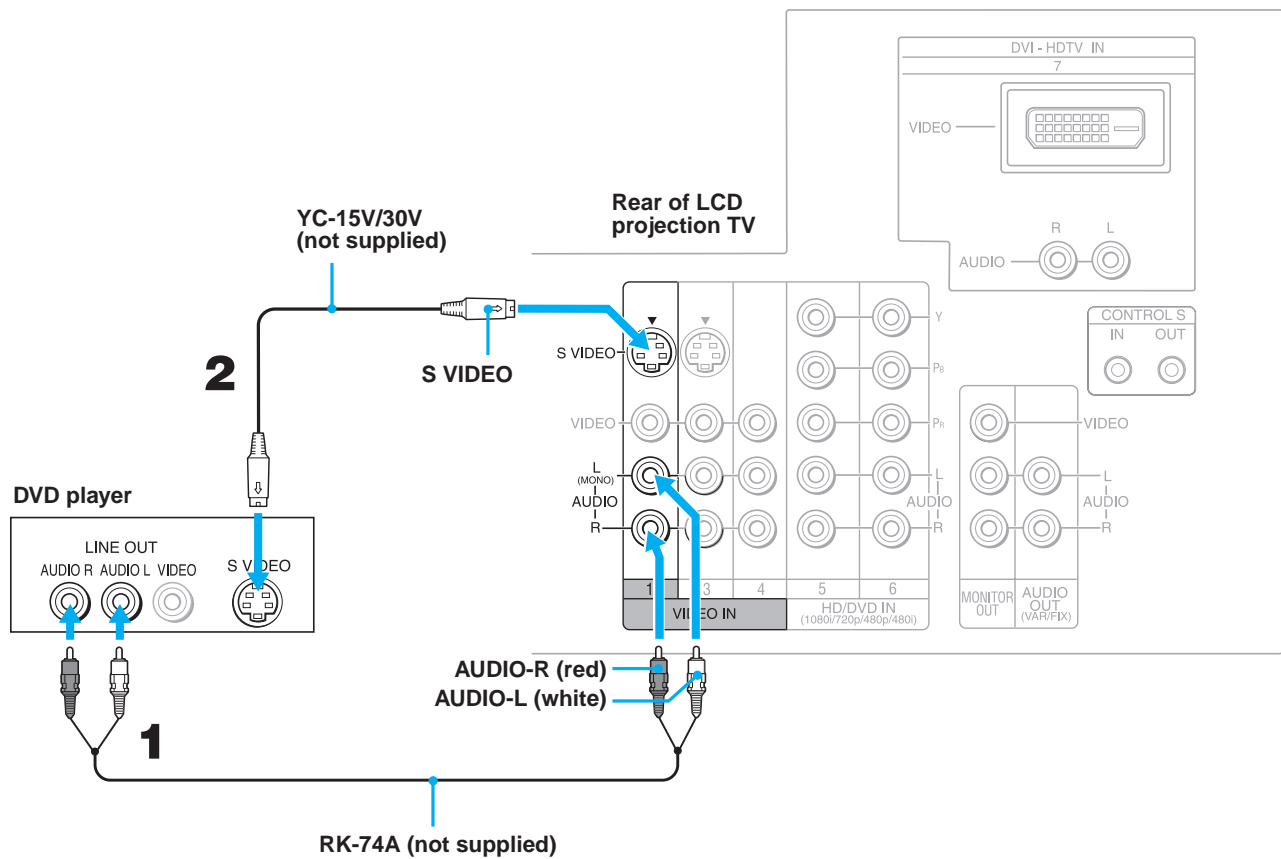 DVI - HDTV IN
7
VIDEO
R L
AUDIO
Rear of LCD
projection TV
YC-15V/30V
(not supplied)
CONTROL S
IN OUT
S VIDEO
S VIDEO
2
Y
PB
PR
VIDEO
VIDEO
L
(MONO)
AUDIO
R
L
AUDIO
R
L
AUDIO
R
DVD player
LINE OUT
AUDIO R AUDIO L VIDEO
S VIDEO
1 3 4 5 6
VIDEO IN
HD/DVD IN
(1080i/720p/480p/480i)
MONITOR
OUT
AUDIO
OUT
(VAR/FIX)
AUDIO-R (red)
AUDIO-L (white)
1
RK-74A (not supplied)